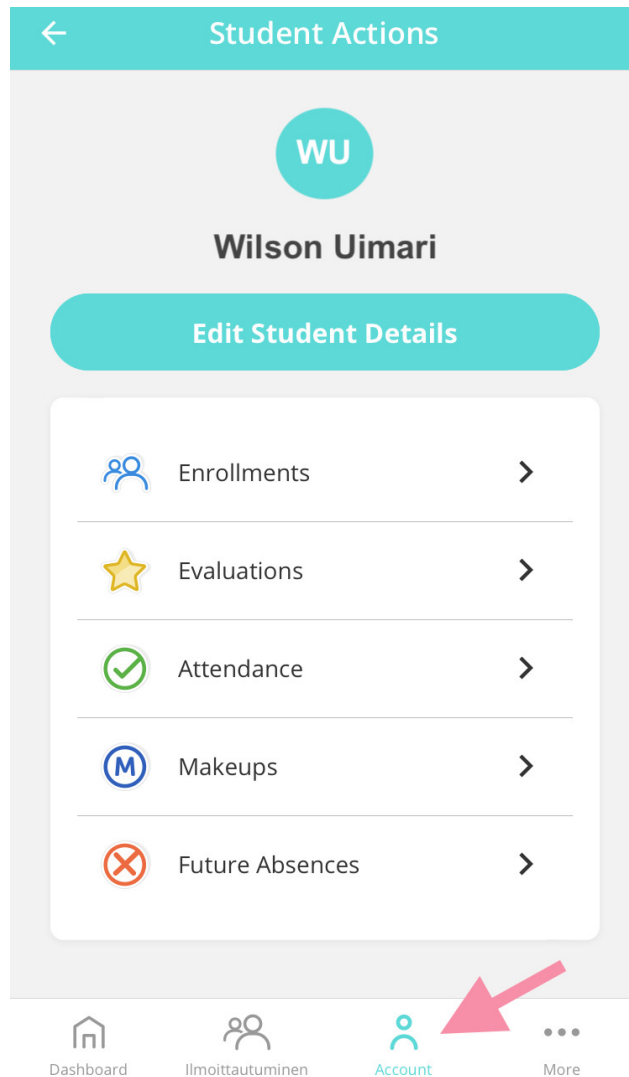 Student Actions
WU
Wilson Uimari
Edit Student Details
Enrollments
Evaluations
Attendance
M Makeups
Future Absences
Dashboard Ilmoittautuminen Account More